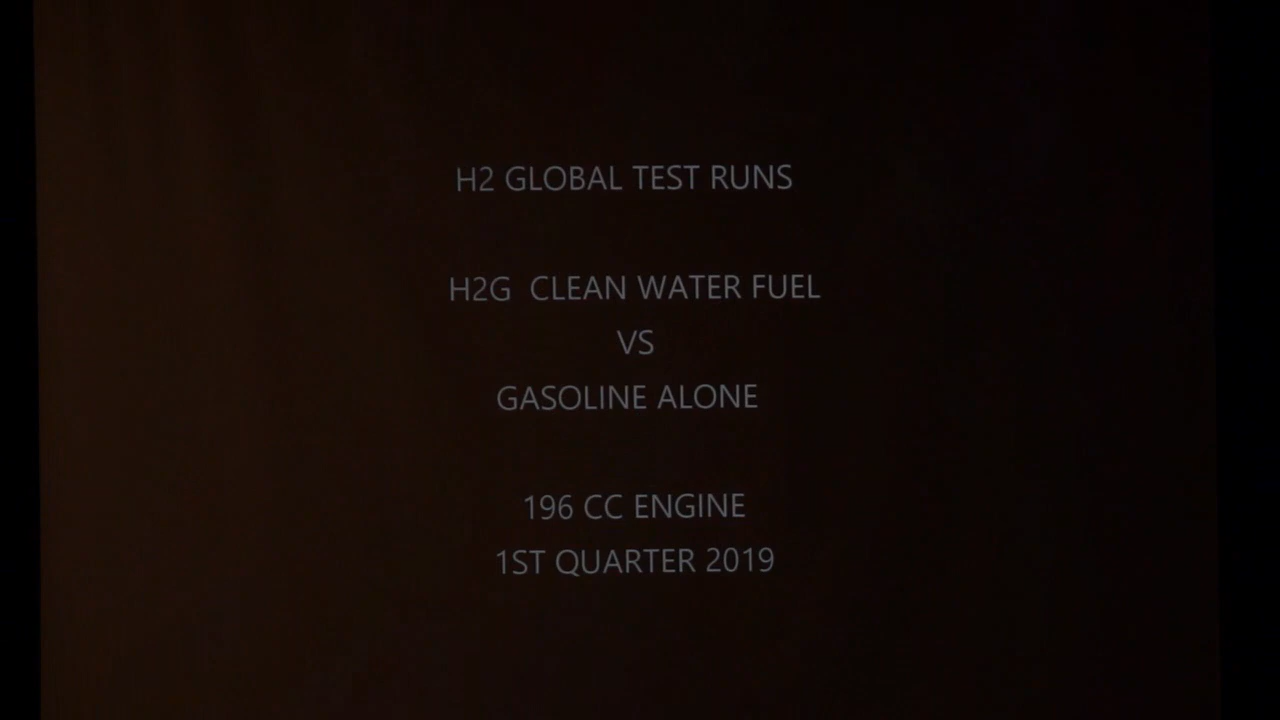 H2 GLOBAL TEST RUNS
H2G CLEAN WATER FUEL
VS
GASOLINE ALONE
196 CC ENGINE
1ST QUARTER 2019